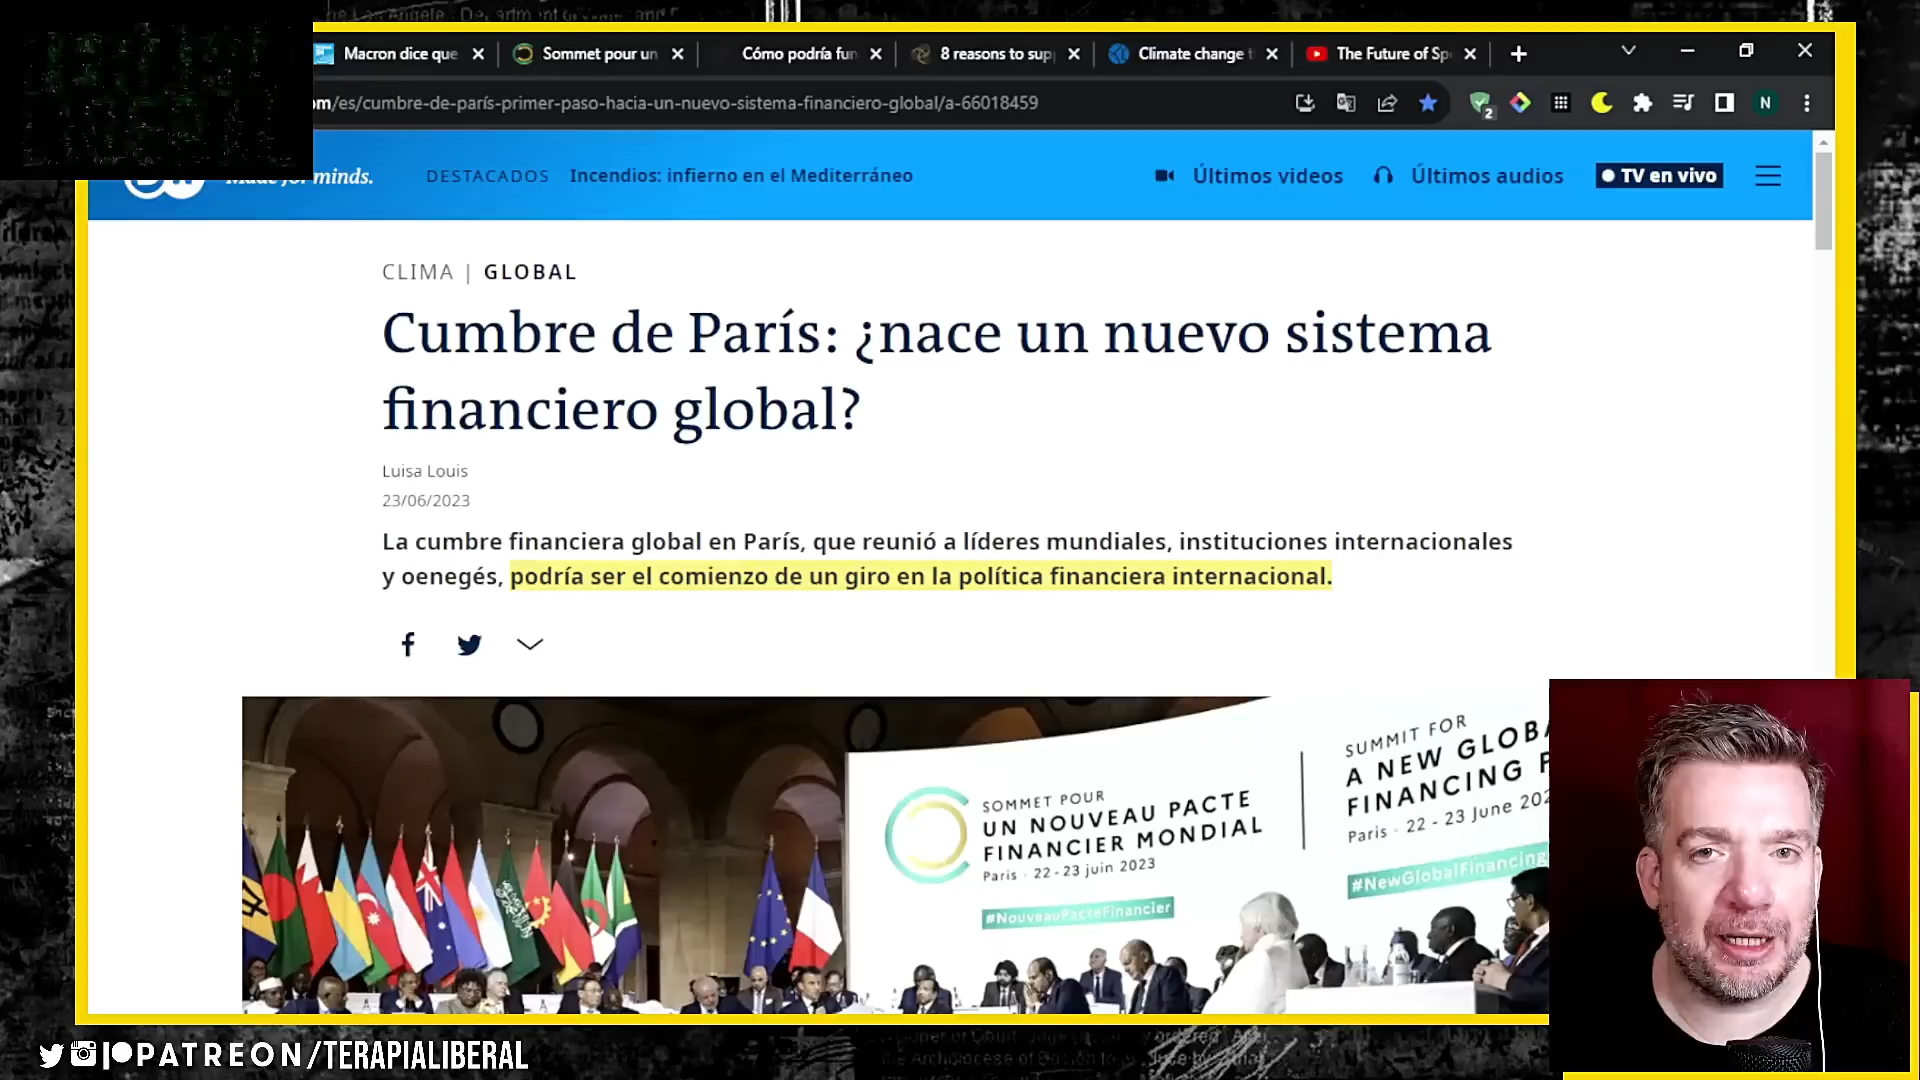 Macron dice que
Sommet pour un
Cómo podría fun
8 reasons to sup
Climate change t
The Future of Sp
om/es/cumbre-de-parís-primer-paso-hacia-un-nuevo-sistema-financiero-global/a-66018459
2
N
Made for minds.
DESTACADOS
Incendios: infierno en el Mediterráneo
Últimos videos
Últimos audios
TV en vivo
CLIMA | GLOBAL
Cumbre de París: ¿nace un nuevo sistema
financiero global?
Luisa Louis
23/06/2023
La cumbre financiera global en París, que reunió a líderes mundiales, instituciones internacionales
y oenegés, podría ser el comienzo de un giro en la política financiera internacional.
SOMMET POUR
UN NOUVEAU PACTE
FINANCIER MONDIAL
Paris · 22-23 juin 2023
#NouveauPacteFinancier
SUMMIT FOR
A NEW GLOBA
FINANCING P
Paris · 22 - 23 June 202
#NewGlobalFinancing
PATREON/TERAPIALIBERAL